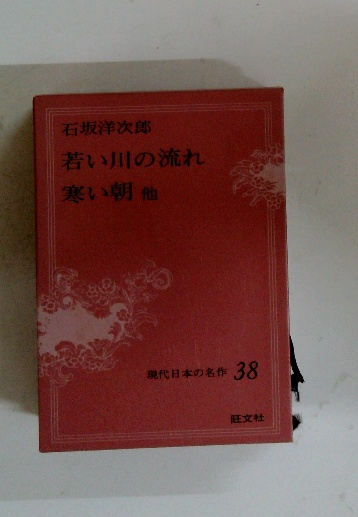 石坂洋次郎
若い川の流れ
寒い朝 他
現代日本の名作 38
旺文社